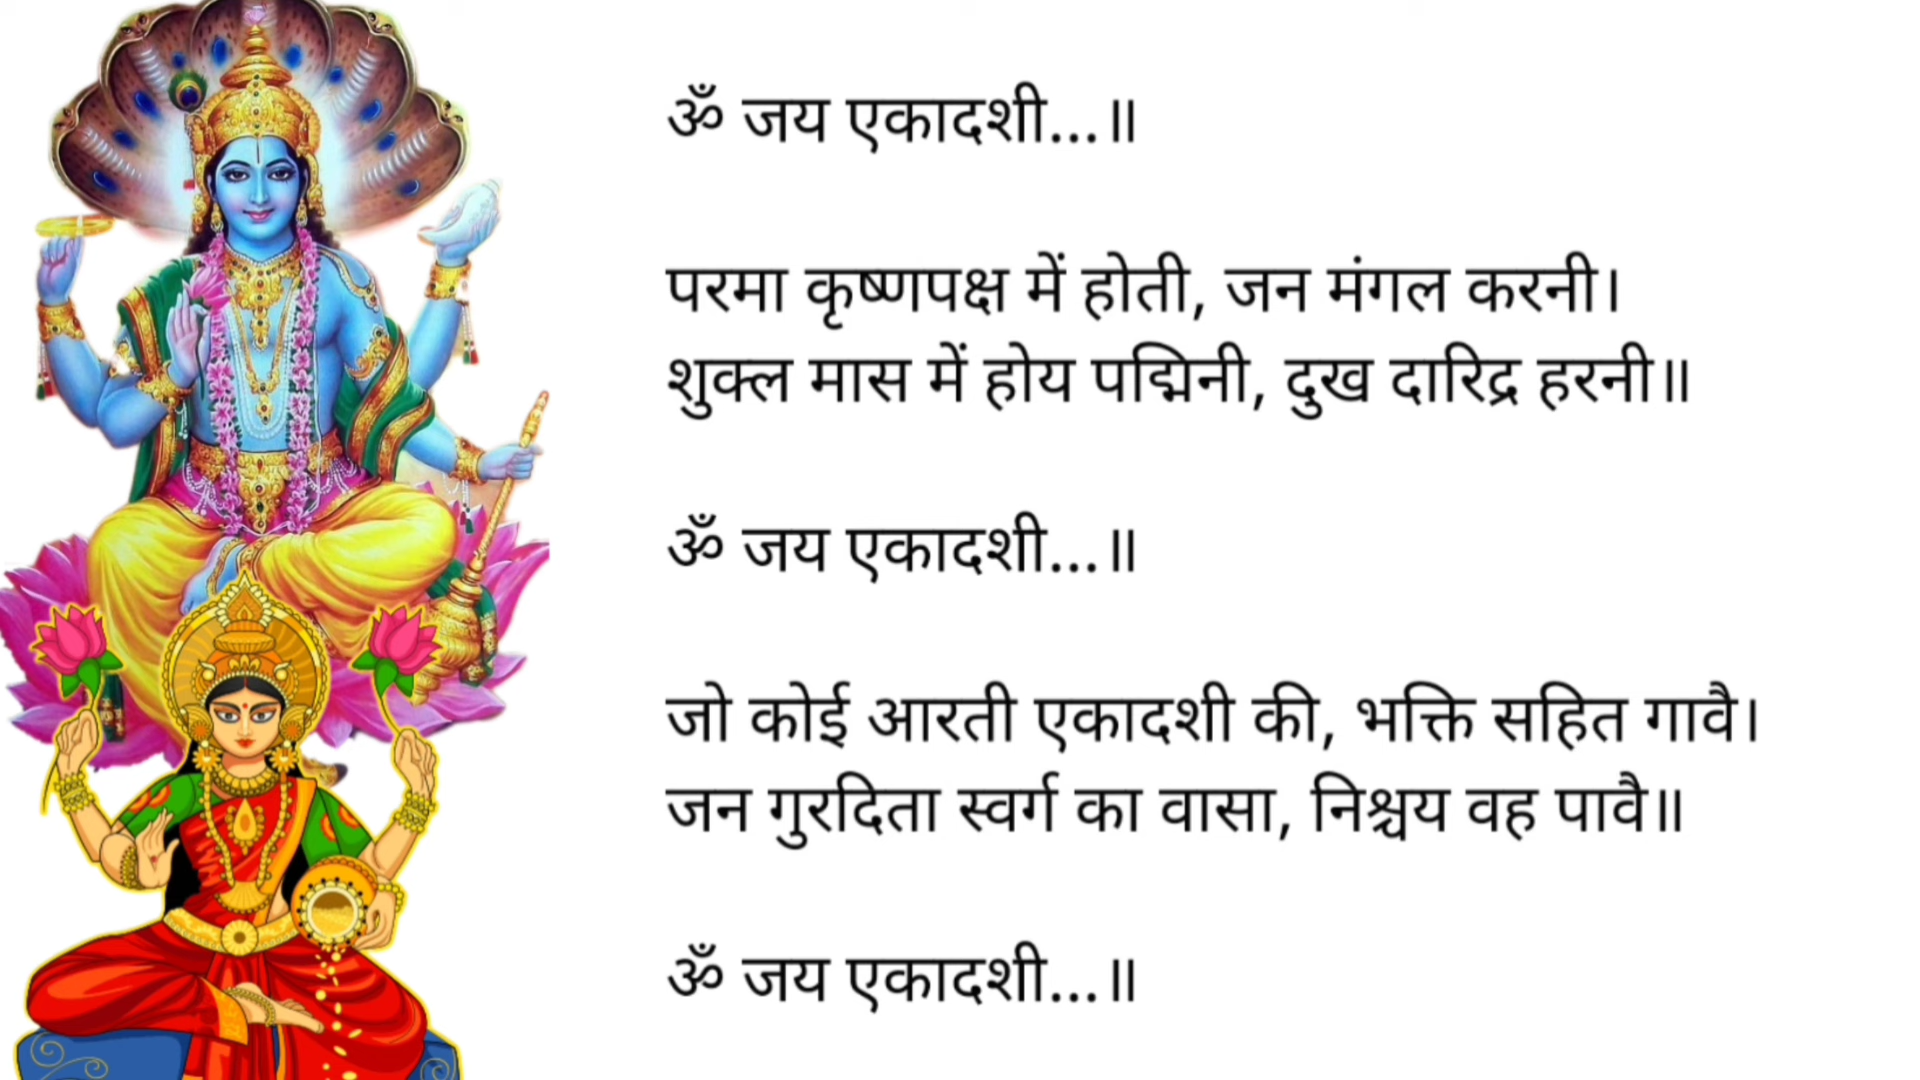 ॐ जय एकादशी...॥
परमा कृष्णपक्ष में होती, जन मंगल करनी।
शुक्ल मास में होय पद्मिनी, दुख दारिद्र हरनी॥
ॐ जय एकादशी...॥
जो कोई आरती एकादशी की, भक्ति सहित गावै।
जन गुरदिता स्वर्ग का वासा, निश्चय वह पावै॥
ॐ जय एकादशी...॥